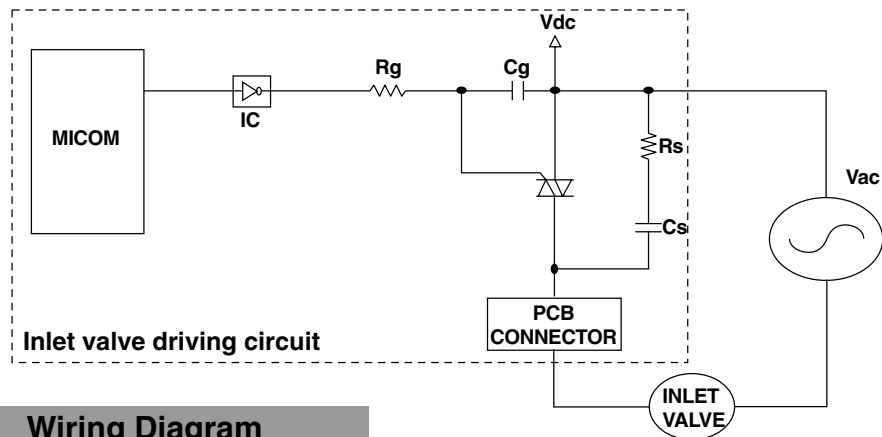 Vdc
Rg
Cg
IC
MICOM
Rs
Vac
Cs
PCB
CONNECTOR
Inlet valve driving circuit
INLET
VALVE
Wiring Diagram